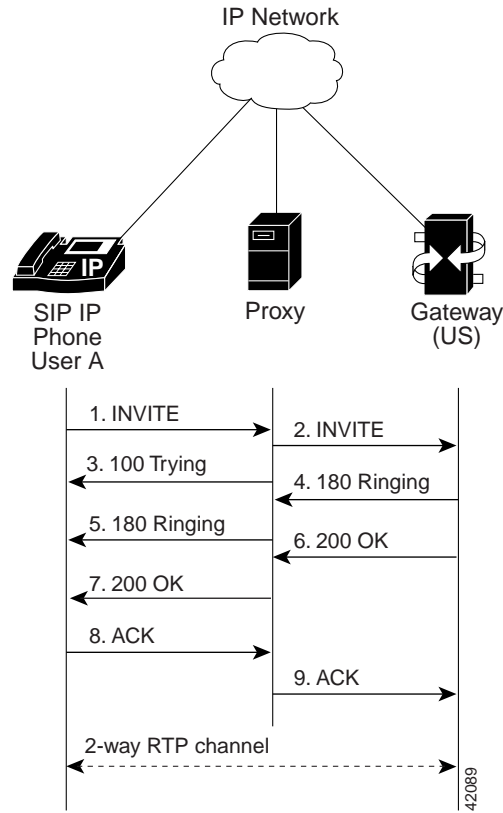 IP Network
IP
SIP IP
Phone
User A
Proxy
Gateway
(US)
1. INVITE
2. INVITE
3. 100 Trying
4. 180 Ringing
5. 180 Ringing
6. 200 OK
7. 200 OK
8. ACK
9. ACK
2-way RTP channel
42089